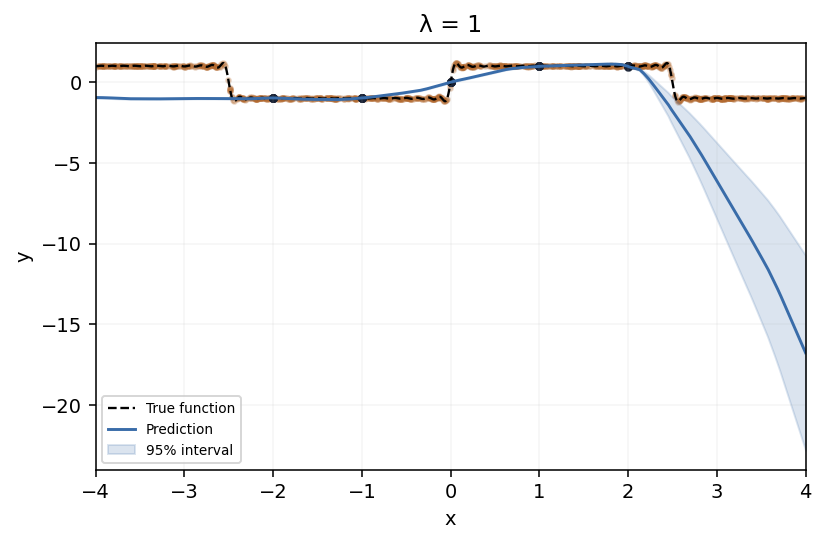 λ = 1
y
0
−5
−10
−15
−20
True function
Prediction
95% interval
−4 −3 −2 −1 0 1 2 3 4
x